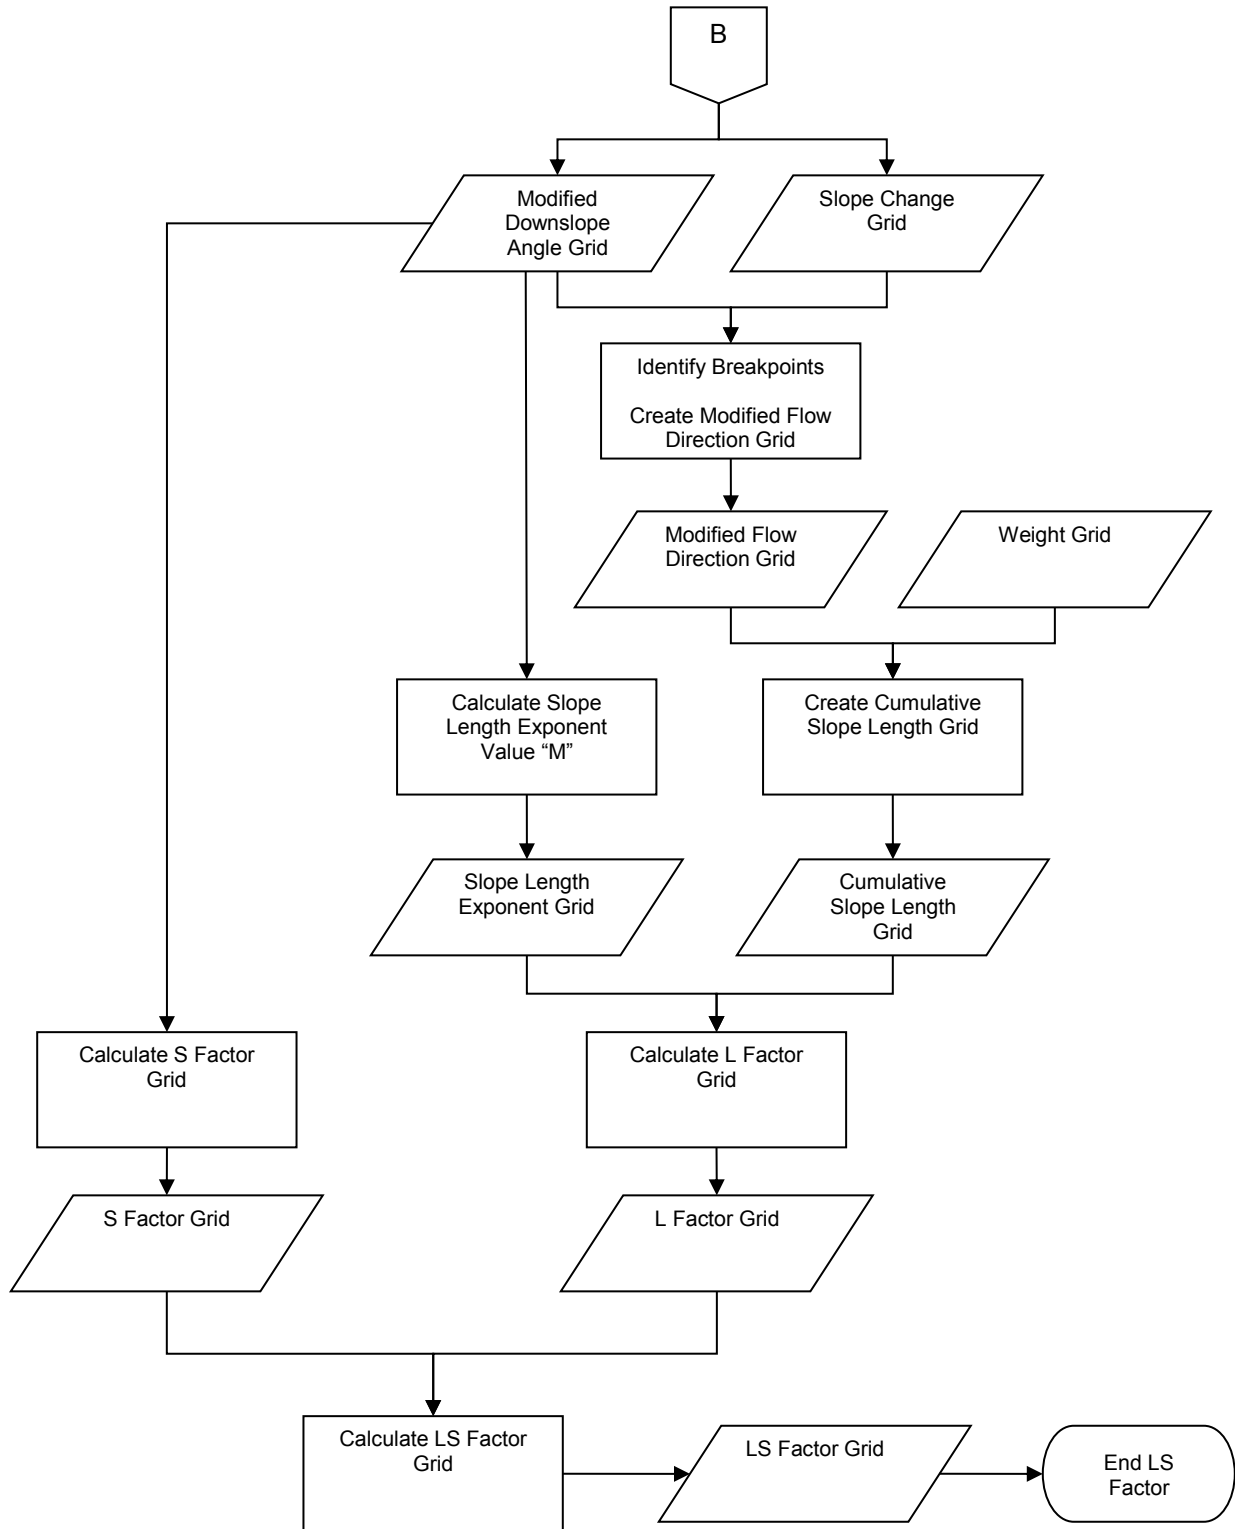 B
Modified
Downslope
Angle Grid
Slope Change
Grid
Identify Breakpoints
Create Modified Flow
Direction Grid
Modified Flow
Direction Grid
Weight Grid
Calculate Slope
Length Exponent
Value “M”
Create Cumulative
Slope Length Grid
Slope Length
Exponent Grid
Cumulative
Slope Length
Grid
Calculate S Factor
Grid
Calculate L Factor
Grid
S Factor Grid
L Factor Grid
Calculate LS Factor
Grid
LS Factor Grid
End LS
Factor